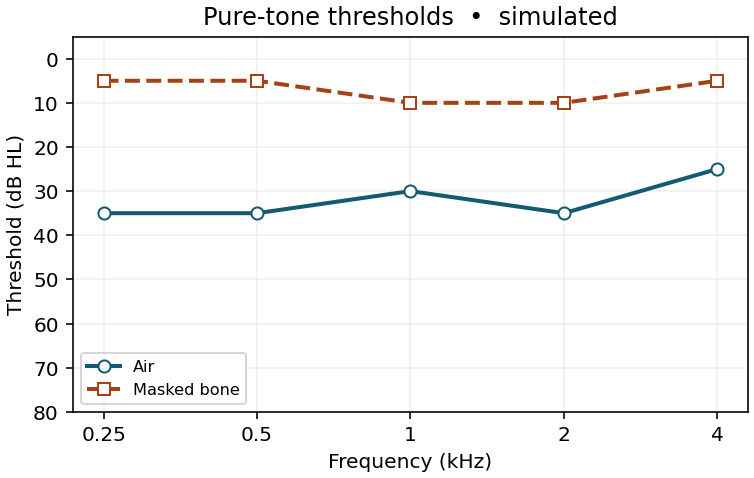 Pure-tone thresholds • simulated
Threshold (dB HL)
0
10
20
30
40
50
60
70
80
Air
Masked bone
0.25 0.5 1 2 4
Frequency (kHz)